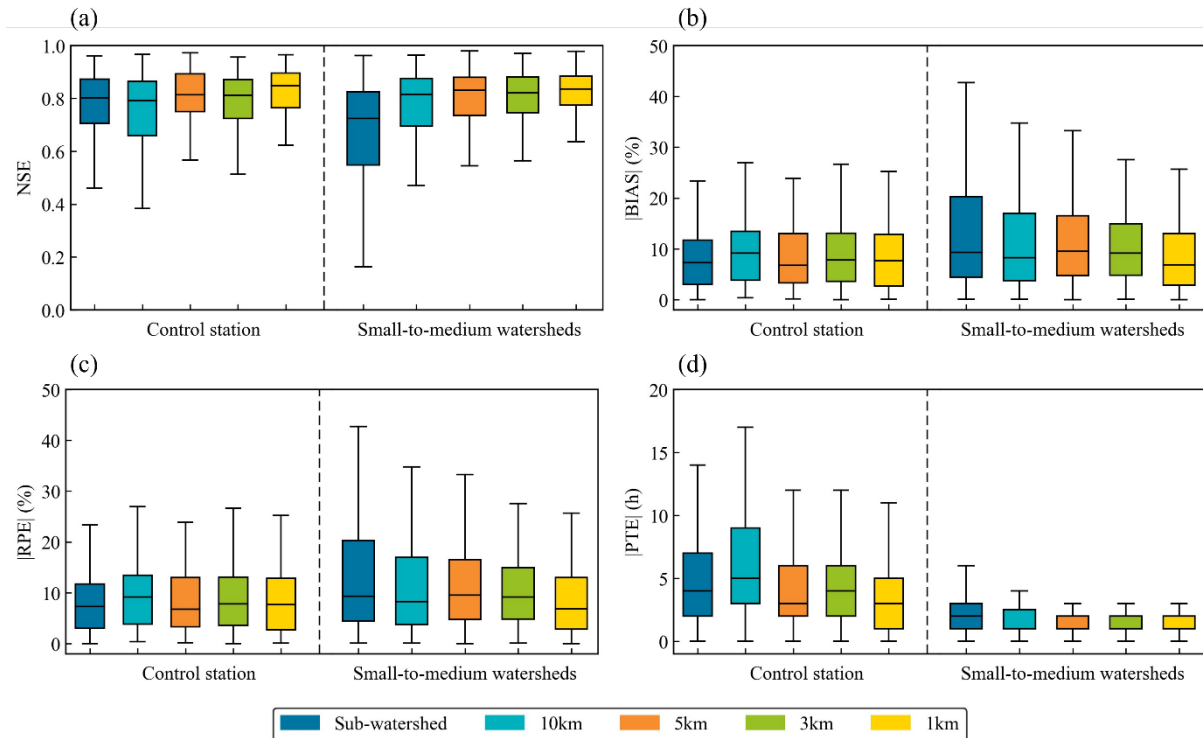 (a)
(b)
1.0
0.8
0.6
0.4
0.2
0.0
NSE
Control station
Small-to-medium watersheds
50
40
30
20
10
0
|BIAS| (%)
Control station
Small-to-medium watersheds
(c)
(d)
50
40
30
20
10
0
|RPE| (%)
Control station
Small-to-medium watersheds
20
15
10
5
0
|PTE| (h)
Control station
Small-to-medium watersheds
Sub-watershed
10km
5km
3km
1km